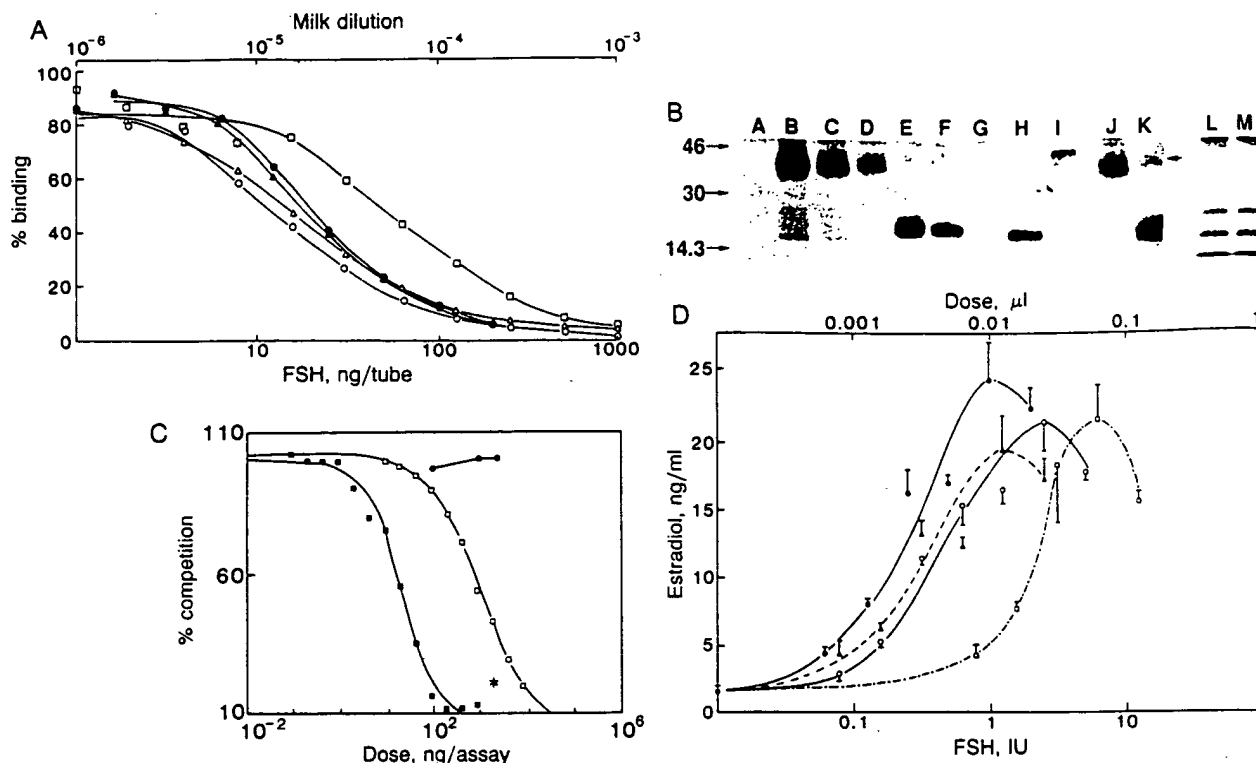 A
Milk dilution
10-6 10-5 10-4 10-3
100
80
60
40
20
0
% binding
10 100 1000
FSH, ng/tube
B
A B C D E F G H I J K L M
46
30
14.3
C
110
60
10
% competition
10-2 102 106
Dose, ng/assay
*
D
Dose, µl
0.001 0.01 0.1 1
25
20
15
10
5
0
Estradiol, ng/ml
0.1 1 10
FSH, IU